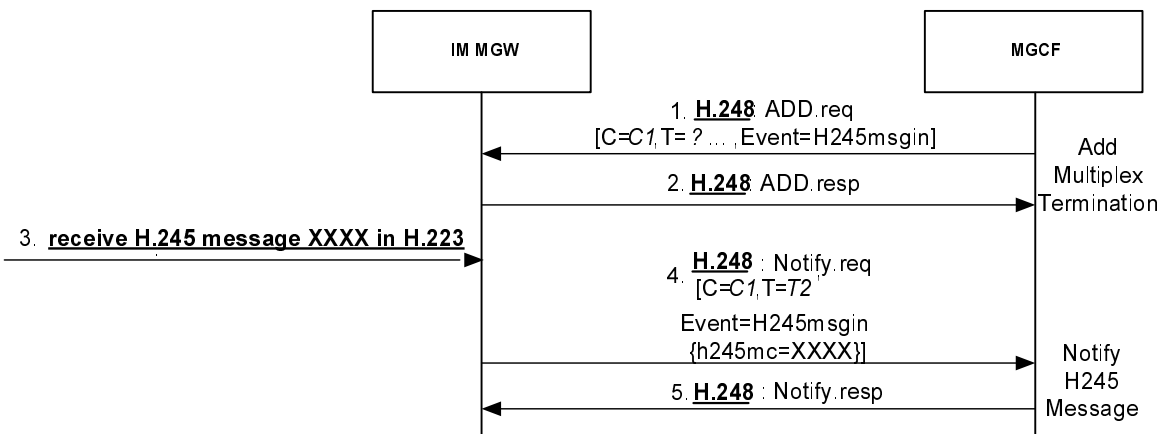 IM MGW
MGCF
1. H.248: ADD.req
[C=C1,T= ? ... ,Event=H245msgin]
Add
Multiplex
Termination
2. H.248: ADD.resp
3. receive H.245 message XXXX in H.223
4. H.248 : Notify.req
[C=C1,T=T2
Event=H245msgin
{h245mc=XXXX}]
Notify
H245
Message
5. H.248 : Notify.resp